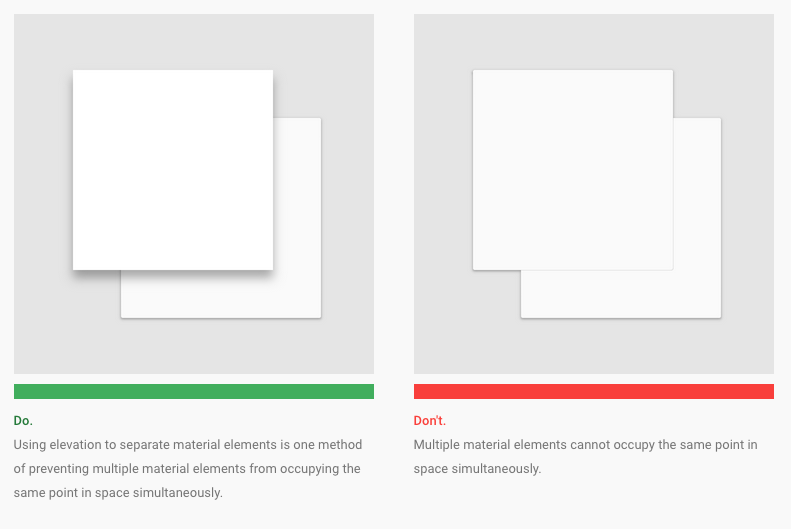 Do.
Using elevation to separate material elements is one method
of preventing multiple material elements from occupying the
same point in space simultaneously.
Don't.
Multiple material elements cannot occupy the same point in
space simultaneously.